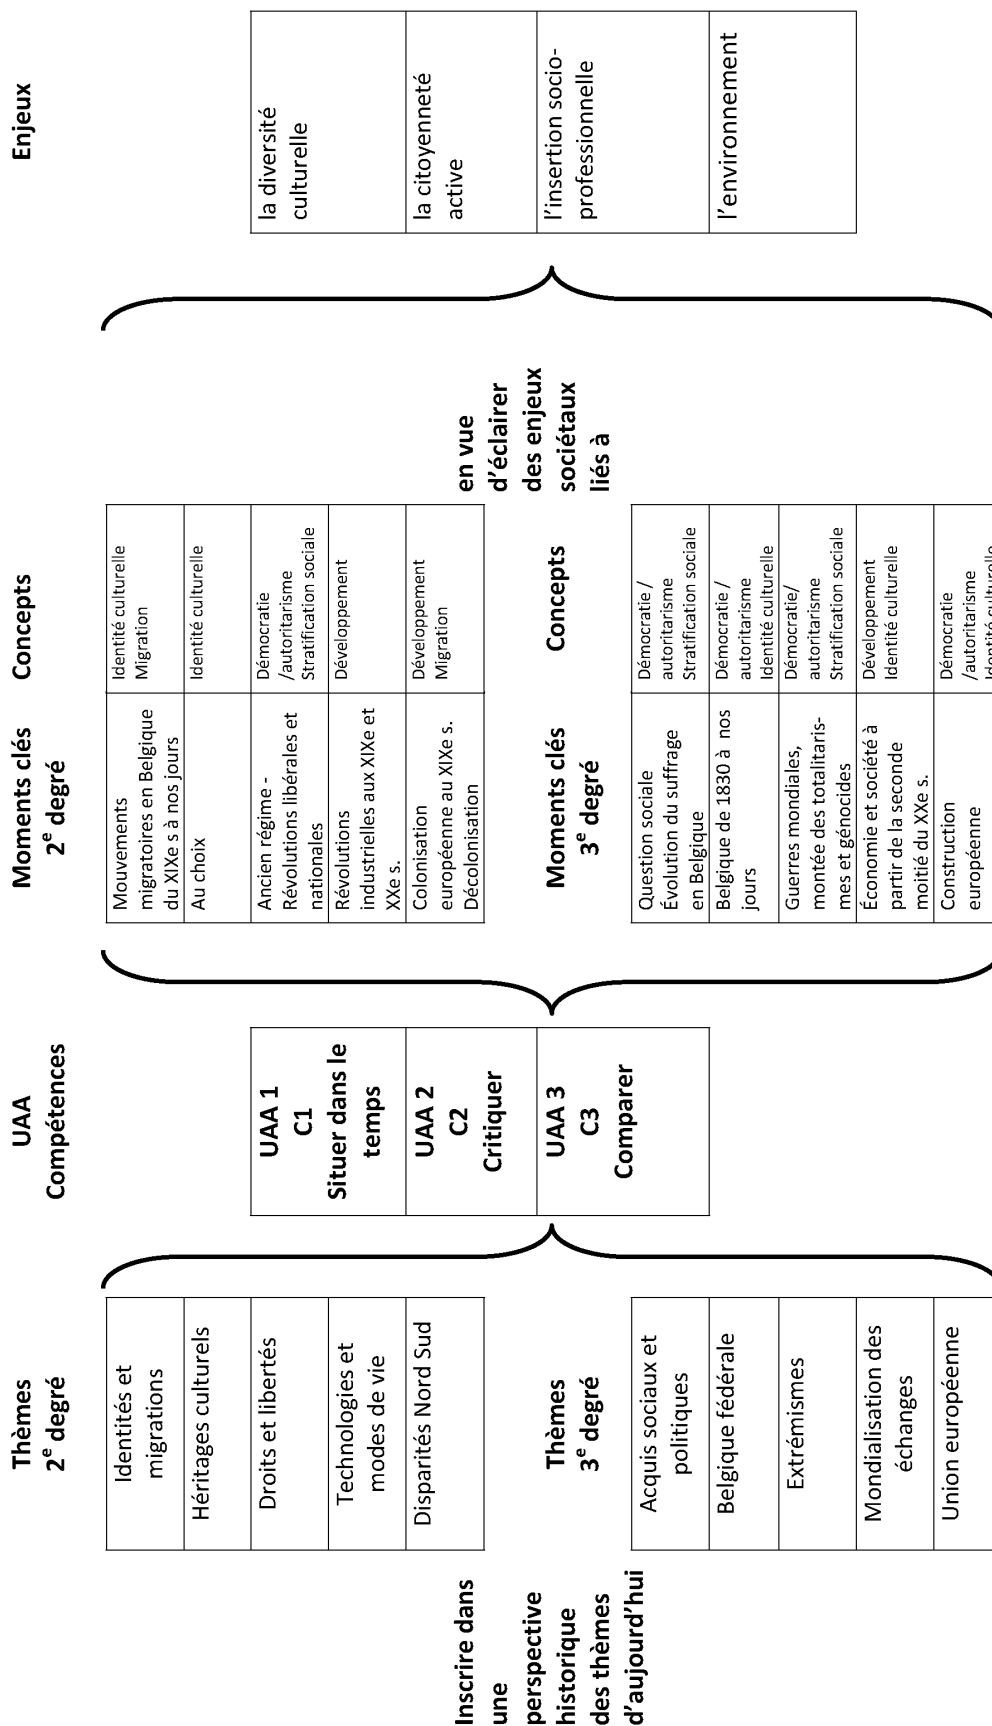 Inscrire dans
une
perspective
historique
des thèmes
d'aujourd'hui
Thèmes
2e degré
Identités et
migrations
Héritages culturels
Droits et libertés
Technologies et
modes de vie
Disparités Nord Sud
Thèmes
3e degré
Acquis sociaux et
politiques
Belgique fédérale
Extrémismes
Mondialisation des
échanges
Union européenne
UAA
Compétences
UAA 1
C1
Situer dans le
temps
UAA 2
C2
Critiquer
UAA 3
C3
Comparer
Moments clés
2e degré
Concepts
Mouvements
migratoires en Belgique
du XIXe s à nos jours
Identité culturelle
Migration
Au choix
Identité culturelle
Ancien régime -
Révolutions libérales et
nationales
Démocratie
/autoritarisme
Stratification sociale
Révolutions
industrielles aux XIXe et
XXe s.
Développement
Colonisation
européenne au XIXe s.
Décolonisation
Développement
Migration
Moments clés
3e degré
Concepts
Question sociale
Évolution du suffrage
en Belgique
Démocratie /
autoritarisme
Stratification sociale
Belgique de 1830 à nos
jours
Démocratie /
autoritarisme
Identité culturelle
Guerres mondiales,
montée des totalitaris-
mes et génocides
Démocratie/
autoritarisme
Stratification sociale
Économie et société à
partir de la seconde
moitié du XXe s.
Développement
Identité culturelle
Construction
européenne
Démocratie
/autoritarisme
Identité culturelle
en vue
d'éclairer
des enjeux
sociétaux
liés à
Enjeux
la diversité
culturelle
la citoyenneté
active
l'insertion socio-
professionnelle
l'environnement